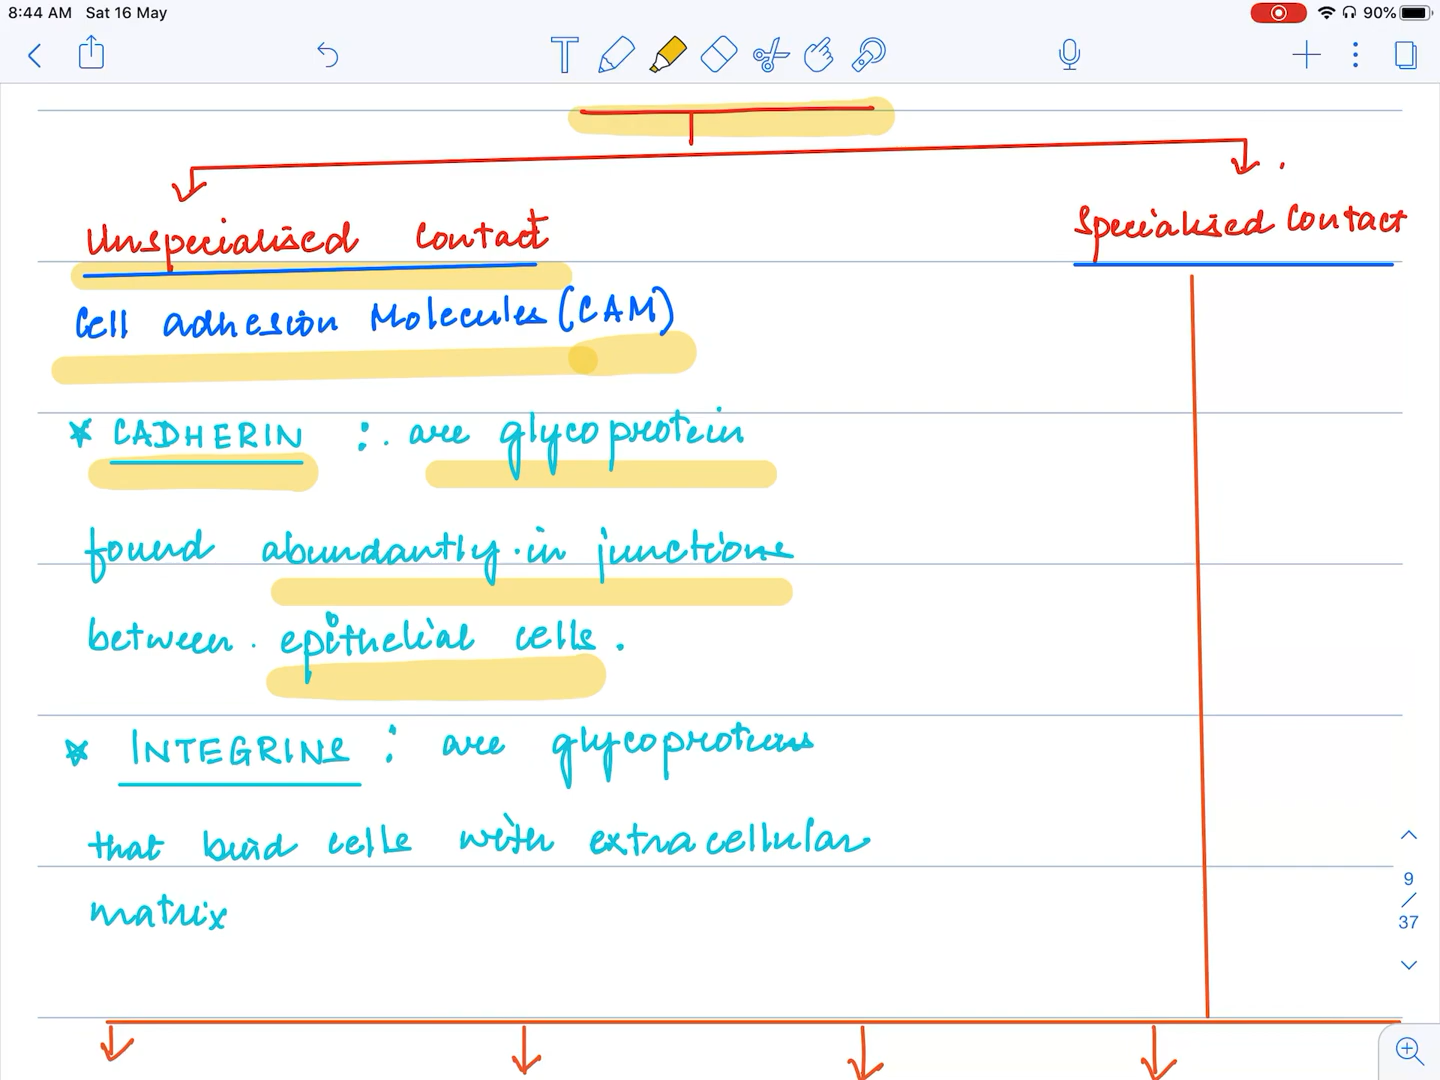 8:44 AM Sat 16 May
90%
Unspecialised Contact
Specialised Contact
Cell adhesion Molecules (CAM)
* CADHERIN : are glycoprotein
found abundantly in junctions
between epithelial cells.
* INTEGRINS : are glycoproteins
that bind cells with extracellular
matrix
9
/
37